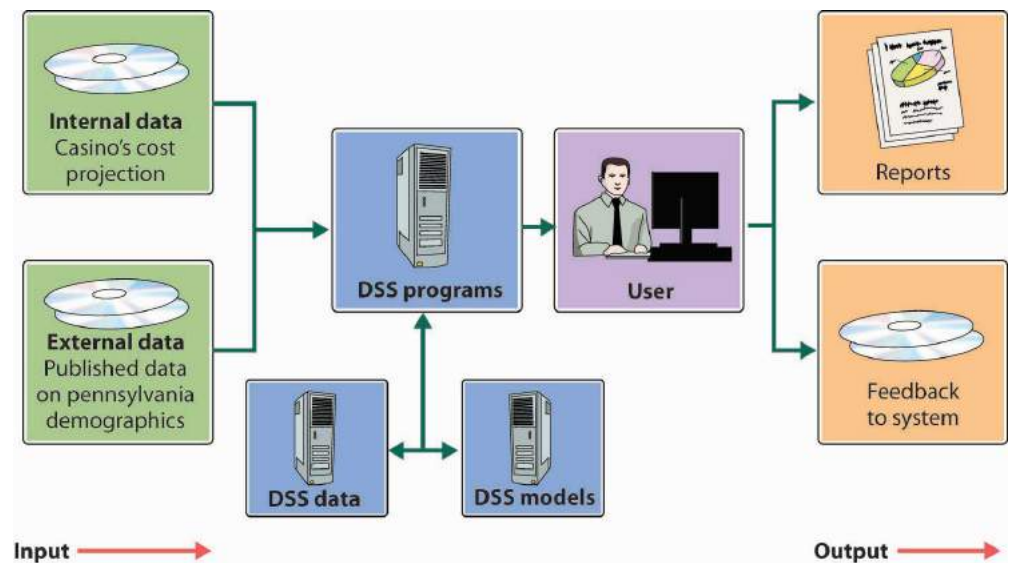 Internal data
Casino's cost
projection
External data
Published data
on pennsylvania
demographics
DSS programs
User
DSS data
DSS models
Reports
Feedback
to system
Input
Output